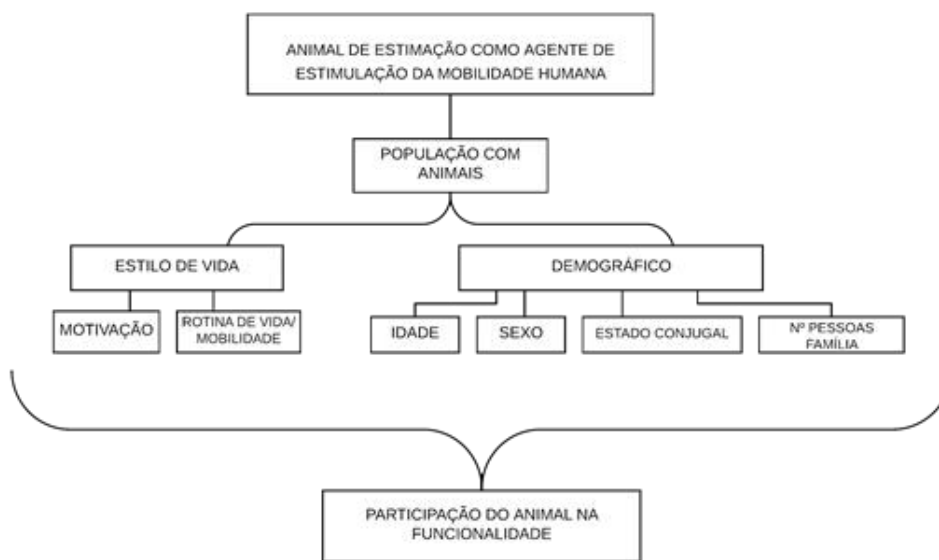 ANIMAL DE ESTIMAÇÃO COMO AGENTE DE
ESTIMULAÇÃO DA MOBILIDADE HUMANA
POPULAÇÃO COM
ANIMAIS
ESTILO DE VIDA
DEMOGRÁFICO
MOTIVAÇÃO
ROTINA DE VIDA/
MOBILIDADE
IDADE
SEXO
ESTADO CONJUGAL
Nº PESSOAS
FAMÍLIA
PARTICIPAÇÃO DO ANIMAL NA
FUNCIONALIDADE